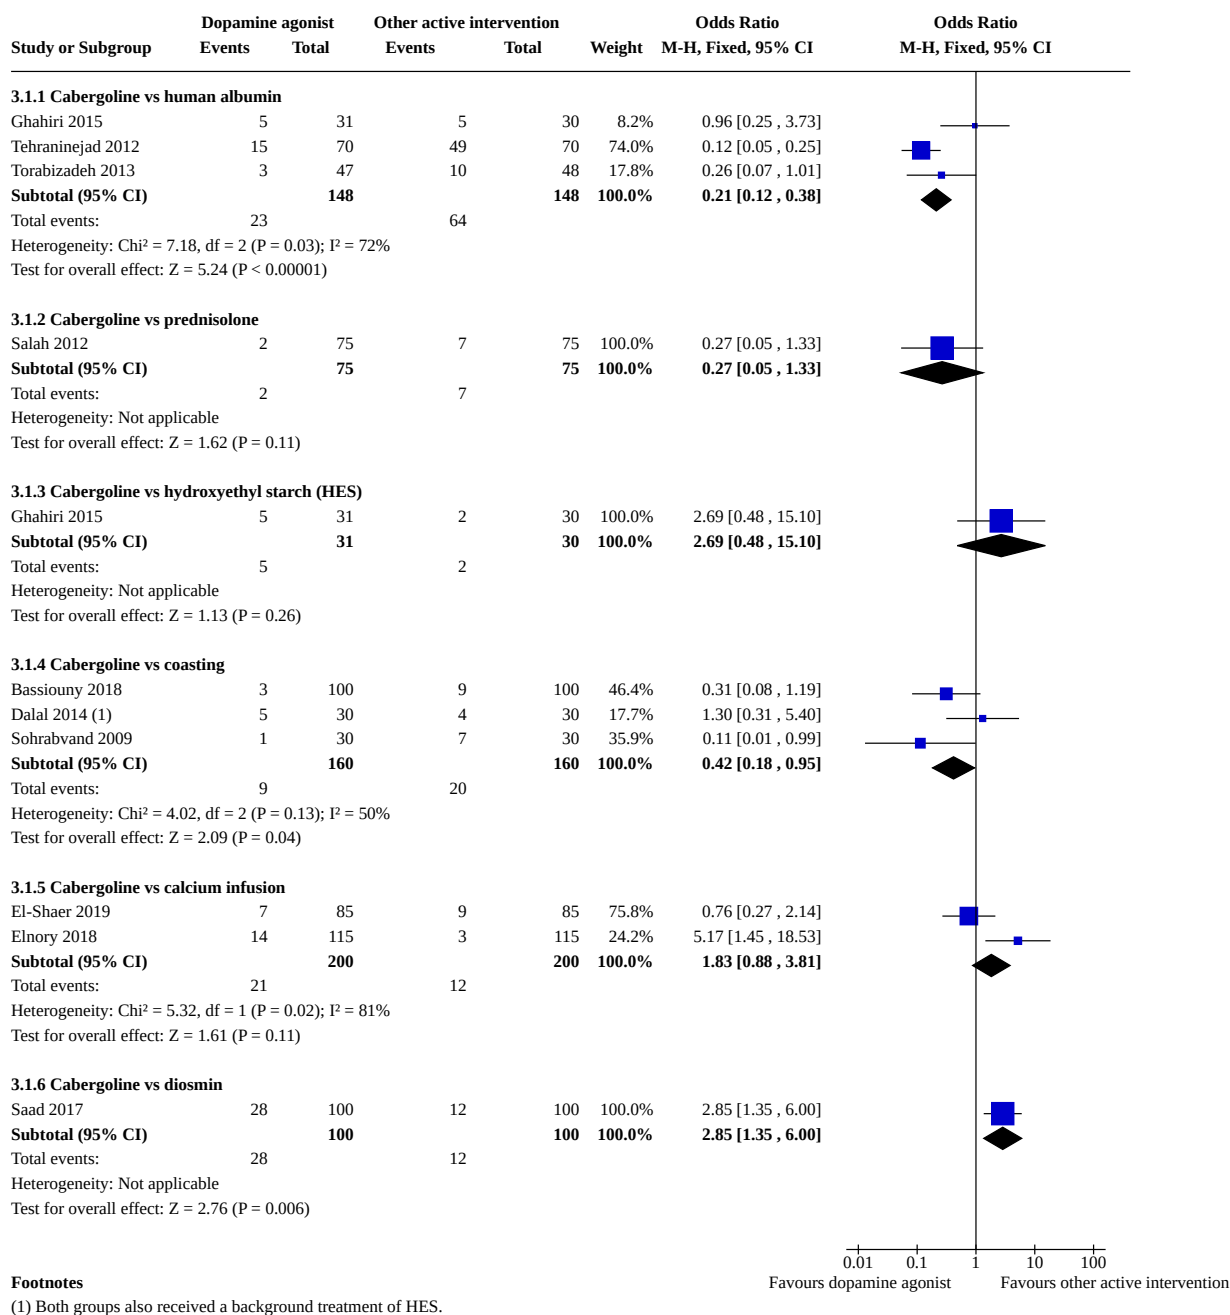 Dopamine agonist Other active intervention Odds Ratio Odds Ratio
Study or Subgroup Events Total Events Total Weight M-H, Fixed, 95% CI M-H, Fixed, 95% CI
3.1.1 Cabergoline vs human albumin
Ghahiri 2015 5 31 5 30 8.2% 0.96 [0.25 , 3.73]
Tehraninejad 2012 15 70 49 70 74.0% 0.12 [0.05 , 0.25]
Torabizadeh 2013 3 47 10 48 17.8% 0.26 [0.07 , 1.01]
Subtotal (95% CI) 148 148 100.0% 0.21 [0.12 , 0.38]
Total events: 23 64
Heterogeneity: Chi² = 7.18, df = 2 (P = 0.03); I² = 72%
Test for overall effect: Z = 5.24 (P < 0.00001)
3.1.2 Cabergoline vs prednisolone
Salah 2012 2 75 7 75 100.0% 0.27 [0.05 , 1.33]
Subtotal (95% CI) 75 75 100.0% 0.27 [0.05 , 1.33]
Total events: 2 7
Heterogeneity: Not applicable
Test for overall effect: Z = 1.62 (P = 0.11)
3.1.3 Cabergoline vs hydroxyethyl starch (HES)
Ghahiri 2015 5 31 2 30 100.0% 2.69 [0.48 , 15.10]
Subtotal (95% CI) 31 30 100.0% 2.69 [0.48 , 15.10]
Total events: 5 2
Heterogeneity: Not applicable
Test for overall effect: Z = 1.13 (P = 0.26)
3.1.4 Cabergoline vs coasting
Bassiouny 2018 3 100 9 100 46.4% 0.31 [0.08 , 1.19]
Dalal 2014 (1) 5 30 4 30 17.7% 1.30 [0.31 , 5.40]
Sohrabvand 2009 1 30 7 30 35.9% 0.11 [0.01 , 0.99]
Subtotal (95% CI) 160 160 100.0% 0.42 [0.18 , 0.95]
Total events: 9 20
Heterogeneity: Chi² = 4.02, df = 2 (P = 0.13); I² = 50%
Test for overall effect: Z = 2.09 (P = 0.04)
3.1.5 Cabergoline vs calcium infusion
El-Shaer 2019 7 85 9 85 75.8% 0.76 [0.27 , 2.14]
Elnory 2018 14 115 3 115 24.2% 5.17 [1.45 , 18.53]
Subtotal (95% CI) 200 200 100.0% 1.83 [0.88 , 3.81]
Total events: 21 12
Heterogeneity: Chi² = 5.32, df = 1 (P = 0.02); I² = 81%
Test for overall effect: Z = 1.61 (P = 0.11)
3.1.6 Cabergoline vs diosmin
Saad 2017 28 100 12 100 100.0% 2.85 [1.35 , 6.00]
Subtotal (95% CI) 100 100 100.0% 2.85 [1.35 , 6.00]
Total events: 28 12
Heterogeneity: Not applicable
Test for overall effect: Z = 2.76 (P = 0.006)
0.01 0.1 1 10 100
Favours dopamine agonist Favours other active intervention
Footnotes
(1) Both groups also received a background treatment of HES.